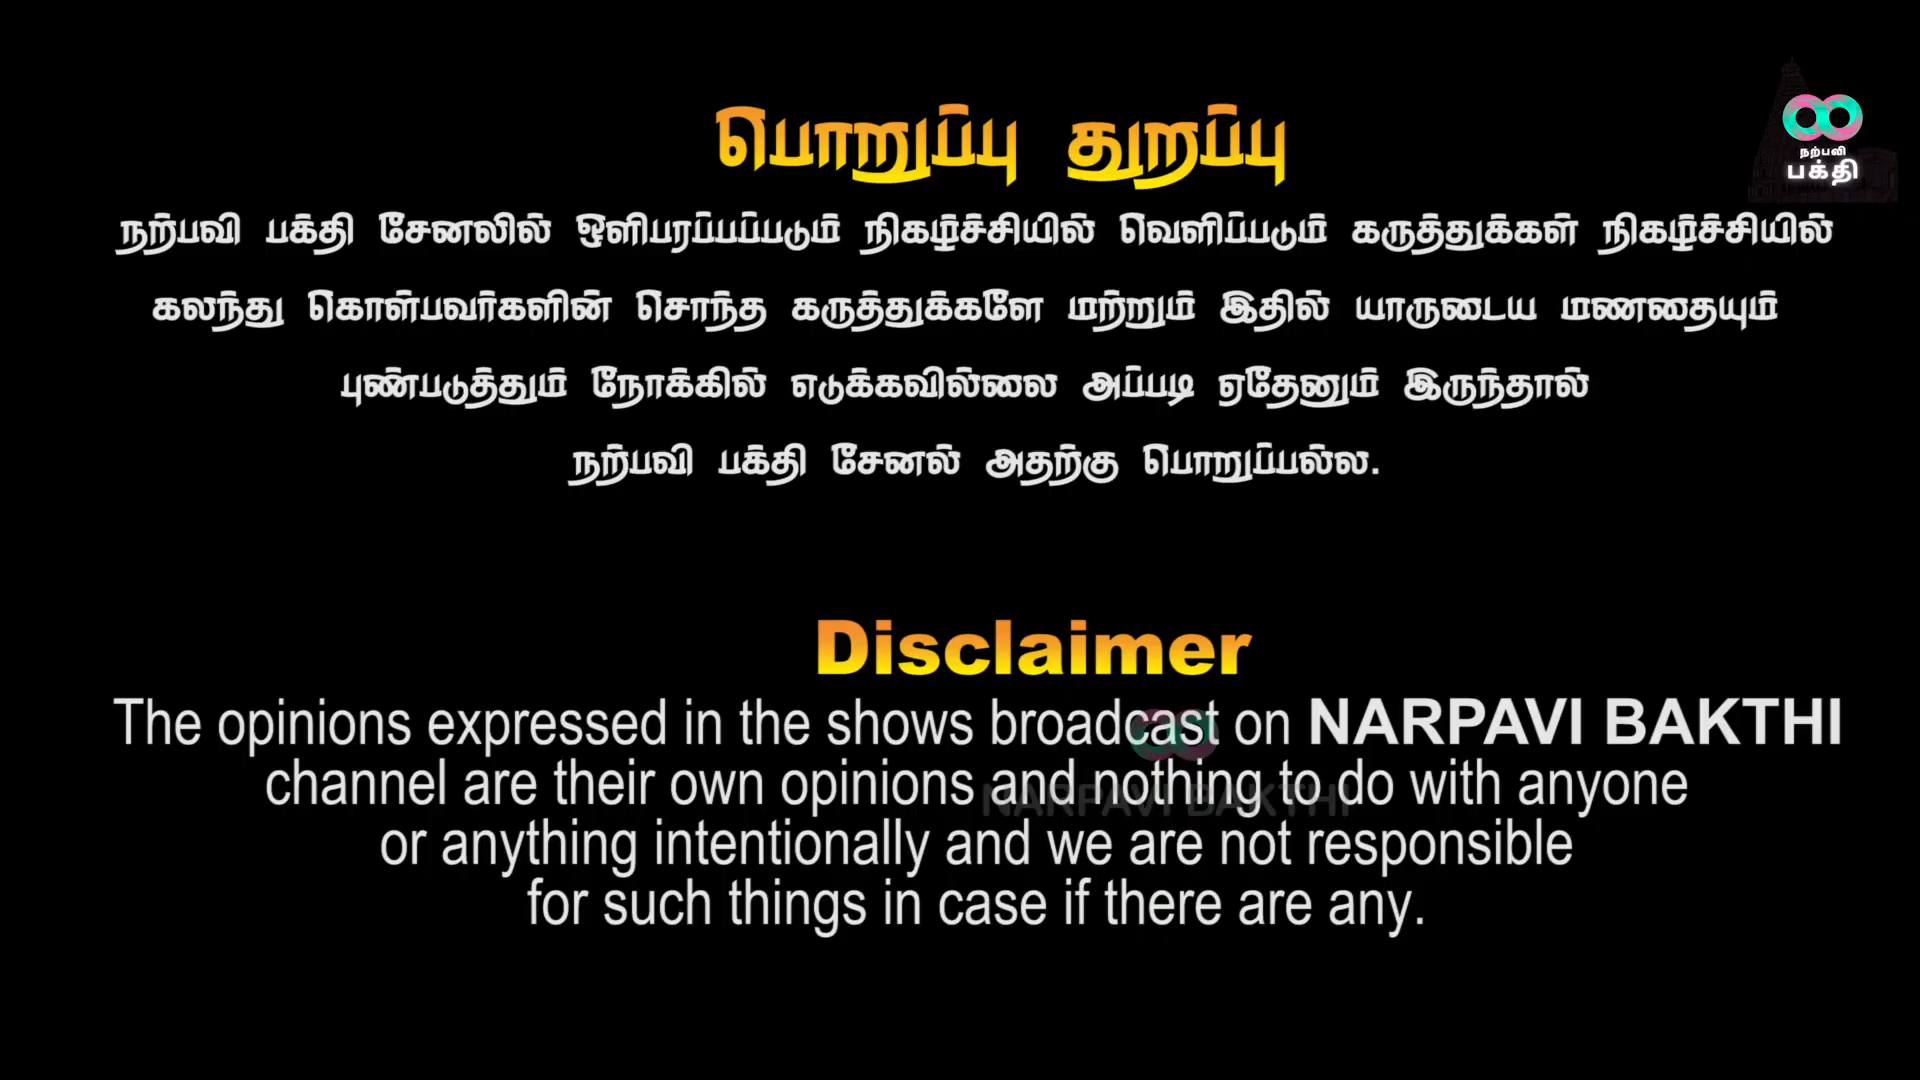 நற்பவி
பக்தி
பொறுப்பு துறப்பு
நற்பவி பக்தி சேனலில் ஒளிபரப்பப்படும் நிகழ்ச்சியில் வெளிப்படும் கருத்துக்கள் நிகழ்ச்சியில்
கலந்து கொள்பவர்களின் சொந்த கருத்துக்களே மற்றும் இதில் யாருடைய மணதையும்
புண்படுத்தும் நோக்கில் எடுக்கவில்லை அப்படி ஏதேனும் இருந்தால்
நற்பவி பக்தி சேனல் அதற்கு பொறுப்பல்ல.
Disclaimer
The opinions expressed in the shows broadcast on NARPAVI BAKTHI
channel are their own opinions and nothing to do with anyone
or anything intentionally and we are not responsible
for such things in case if there are any.
NARPAVI BAKTHI